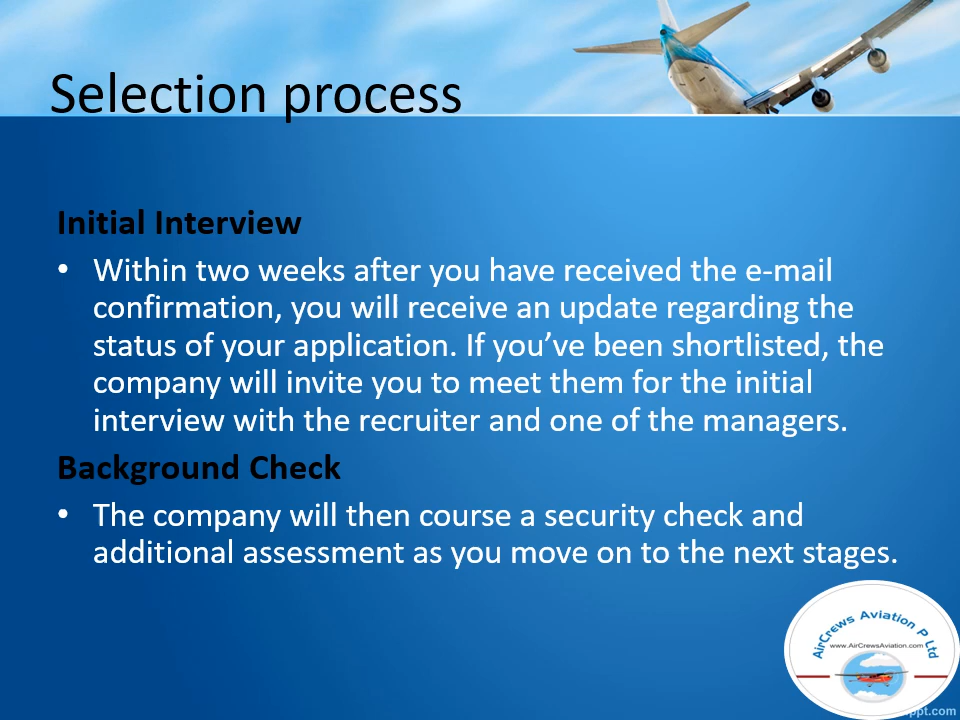 Selection process
Initial Interview
• Within two weeks after you have received the e-mail
confirmation, you will receive an update regarding the
status of your application. If you’ve been shortlisted, the
company will invite you to meet them for the initial
interview with the recruiter and one of the managers.
Background Check
• The company will then course a security check and
additional assessment as you move on to the next stages.
AirCrews Aviation P Ltd
www.AirCrewsAviation.com